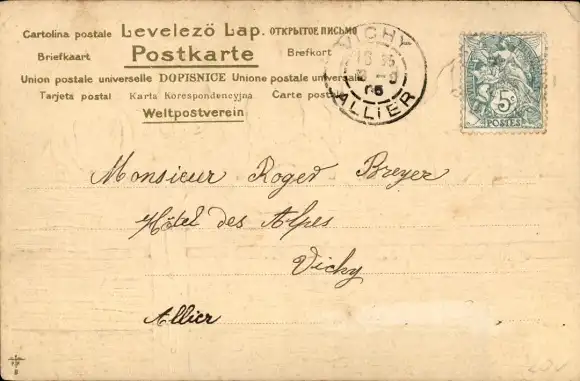 Cartolina postale Levelező Lap. ОТКРЫТОЕ ПИСЬМО
Briefkaart Postkarte Brefkort
Union postale universelle DOPISNICE Unione postale universale
Tarjeta postal Karta Korespondencyjna Carte postale
Weltpostverein
VICHY
ALLIER
5c
POSTES
Monsieur Roger Breyer
Hôtel des Alpes
Vichy
Allier